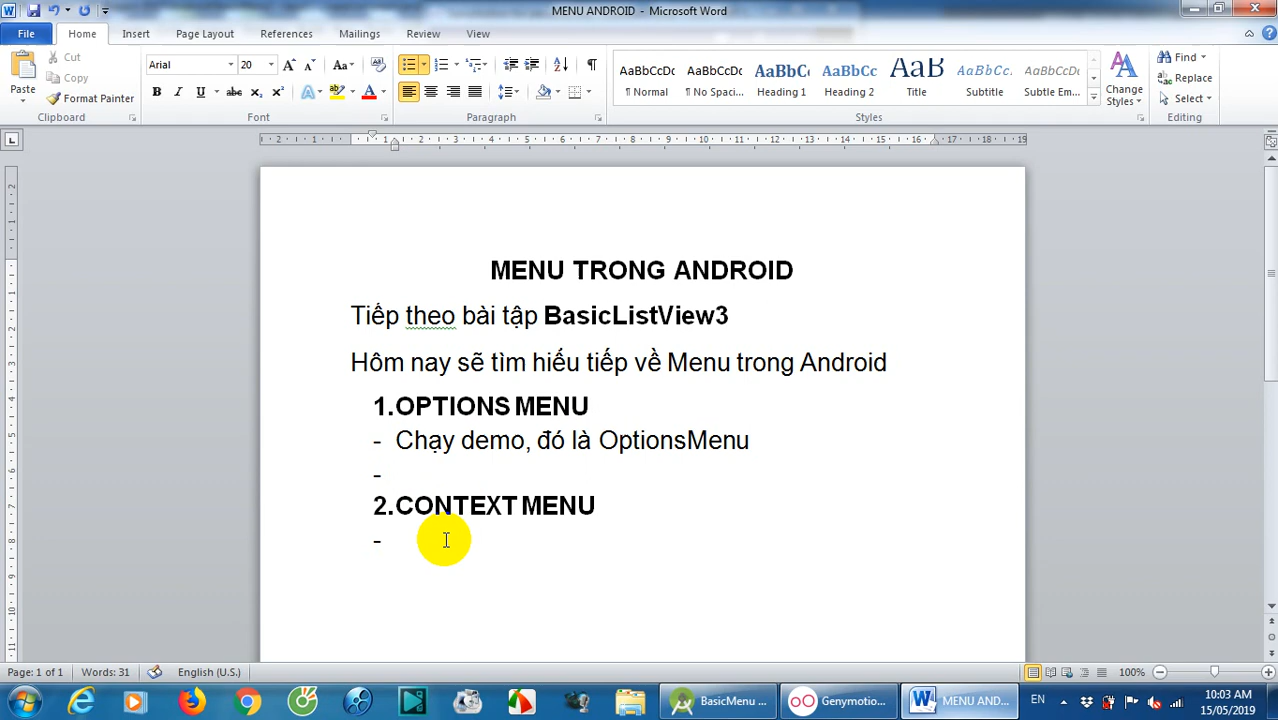 MENU ANDROID - Microsoft Word
File Home Insert Page Layout References Mailings Review View
Paste
Cut
Copy
Format Painter
Clipboard
Arial 20
Font
Paragraph
AaBbCcDc AaBbCcDc AaBbCc AaBbCc AaB AaBbCcL AaBbCcDc
¶ Normal ¶ No Spaci... Heading 1 Heading 2 Title Subtitle Subtle Em...
Styles
Change Styles
Find
Replace
Select
Editing
MENU TRONG ANDROID
Tiếp theo bài tập BasicListView3
Hôm nay sẽ tìm hiếu tiếp về Menu trong Android
1.OPTIONS MENU
- Chạy demo, đó là OptionsMenu
-
2.CONTEXT MENU
-
Page: 1 of 1 Words: 31 English (U.S.) 100%
BasicMenu ... Genymotio... MENU AND... EN 10:03 AM
15/05/2019